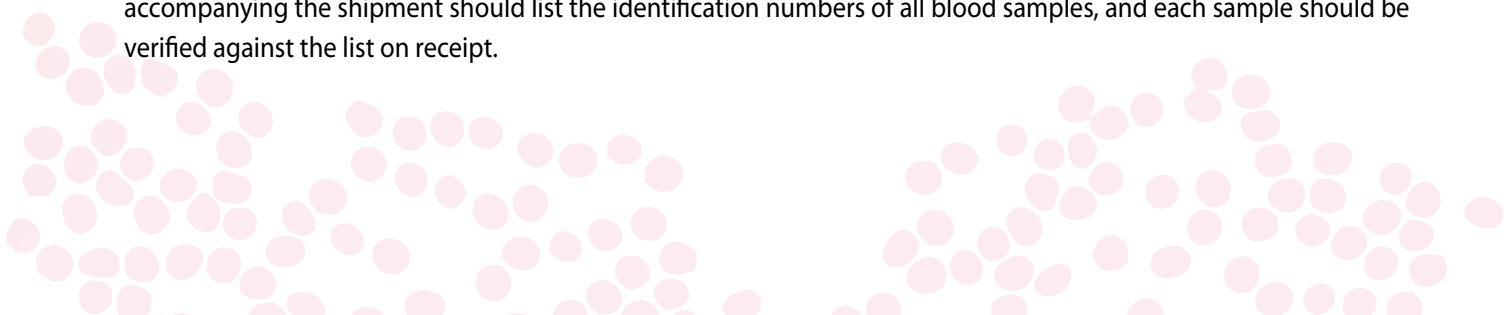 accompanying the shipment should list the identification numbers of all blood samples, and each sample should be
verified against the list on receipt.